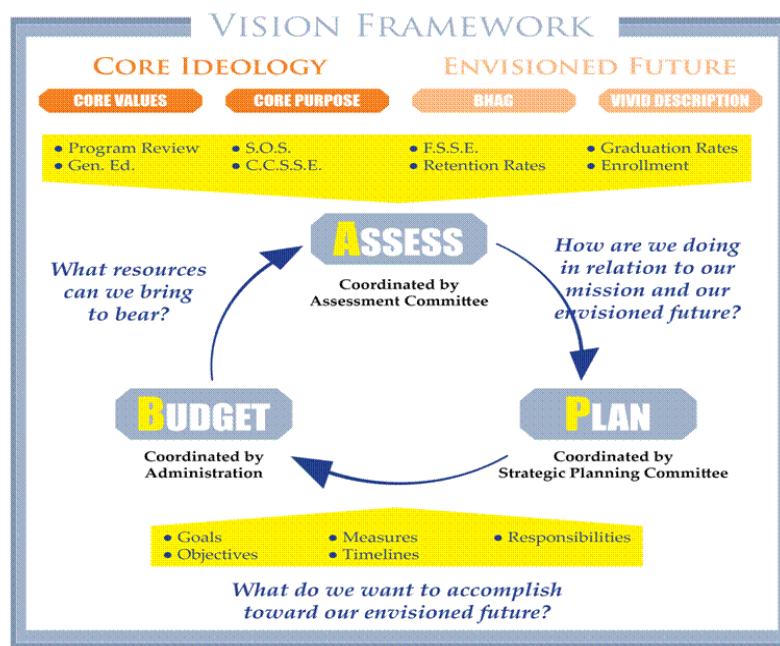 VISION FRAMEWORK
CORE IDEOLOGY
ENVISIONED FUTURE
CORE VALUES
CORE PURPOSE
BHAG
VIVID DESCRIPTION
• Program Review
• Gen. Ed.
• S.O.S.
• C.C.S.S.E.
• F.S.S.E.
• Retention Rates
• Graduation Rates
• Enrollment
ASSESS
Coordinated by
Assessment Committee
What resources
can we bring
to bear?
How are we doing
in relation to our
mission and our
envisioned future?
BUDGET
Coordinated by
Administration
PLAN
Coordinated by
Strategic Planning Committee
• Goals
• Objectives
• Measures
• Timelines
• Responsibilities
What do we want to accomplish
toward our envisioned future?